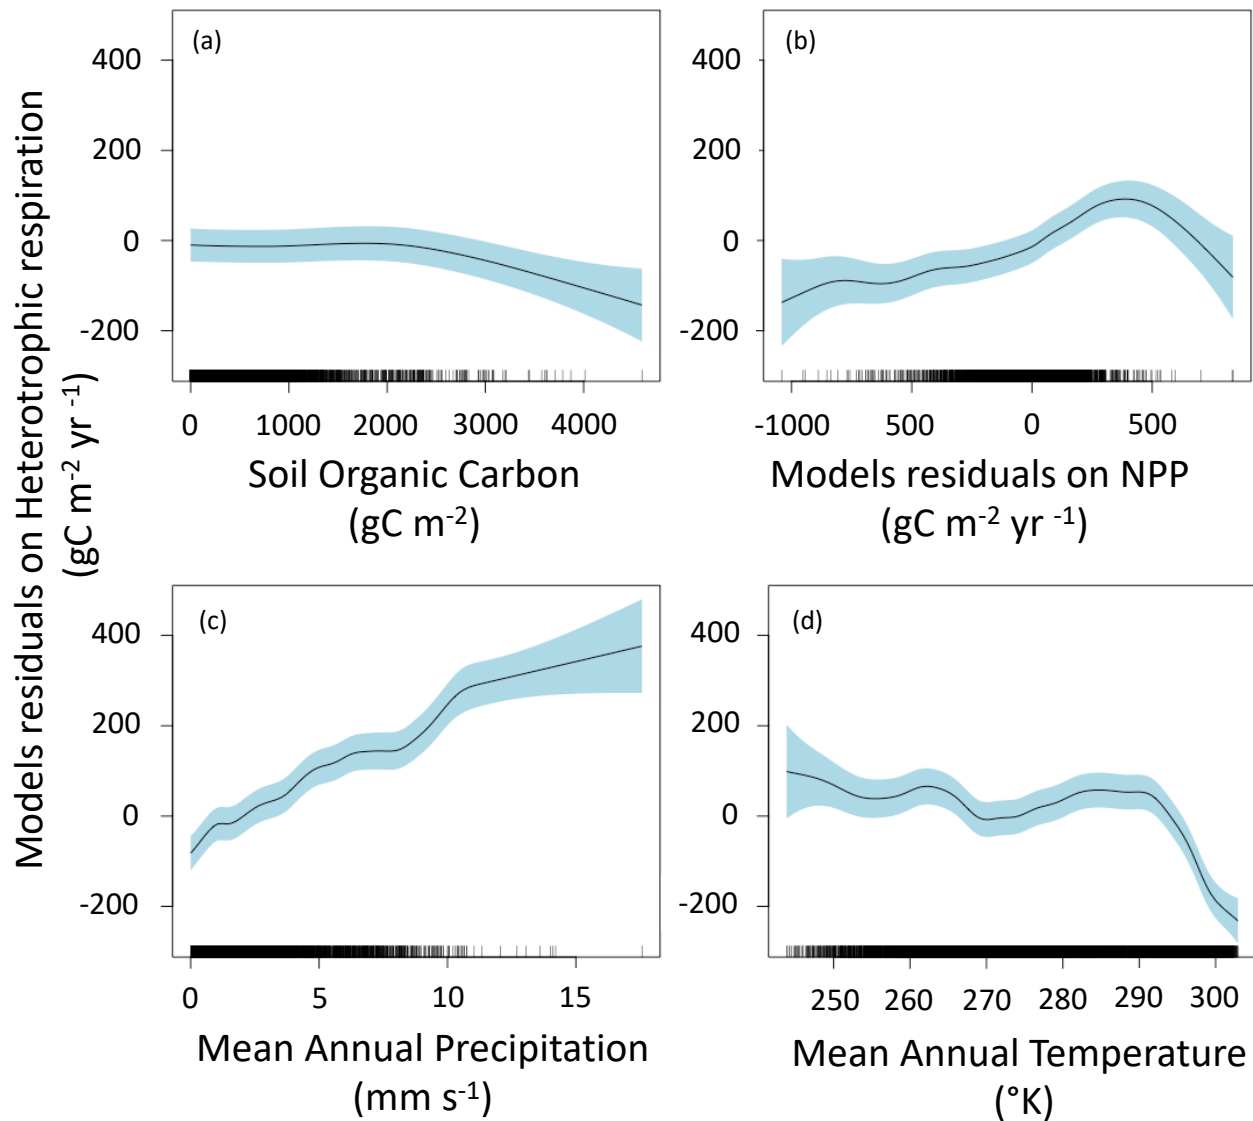 Models residuals on Heterotrophic respiration
(gC m-2 yr -1)
(a)
400
200
0
-200
0 1000 2000 3000 4000
Soil Organic Carbon
(gC m-2)
(b)
400
200
0
-200
-1000 500 0 500
Models residuals on NPP
(gC m-2 yr -1)
(c)
400
200
0
-200
0 5 10 15
Mean Annual Precipitation
(mm s-1)
(d)
400
200
0
-200
250 260 270 280 290 300
Mean Annual Temperature
(°K)